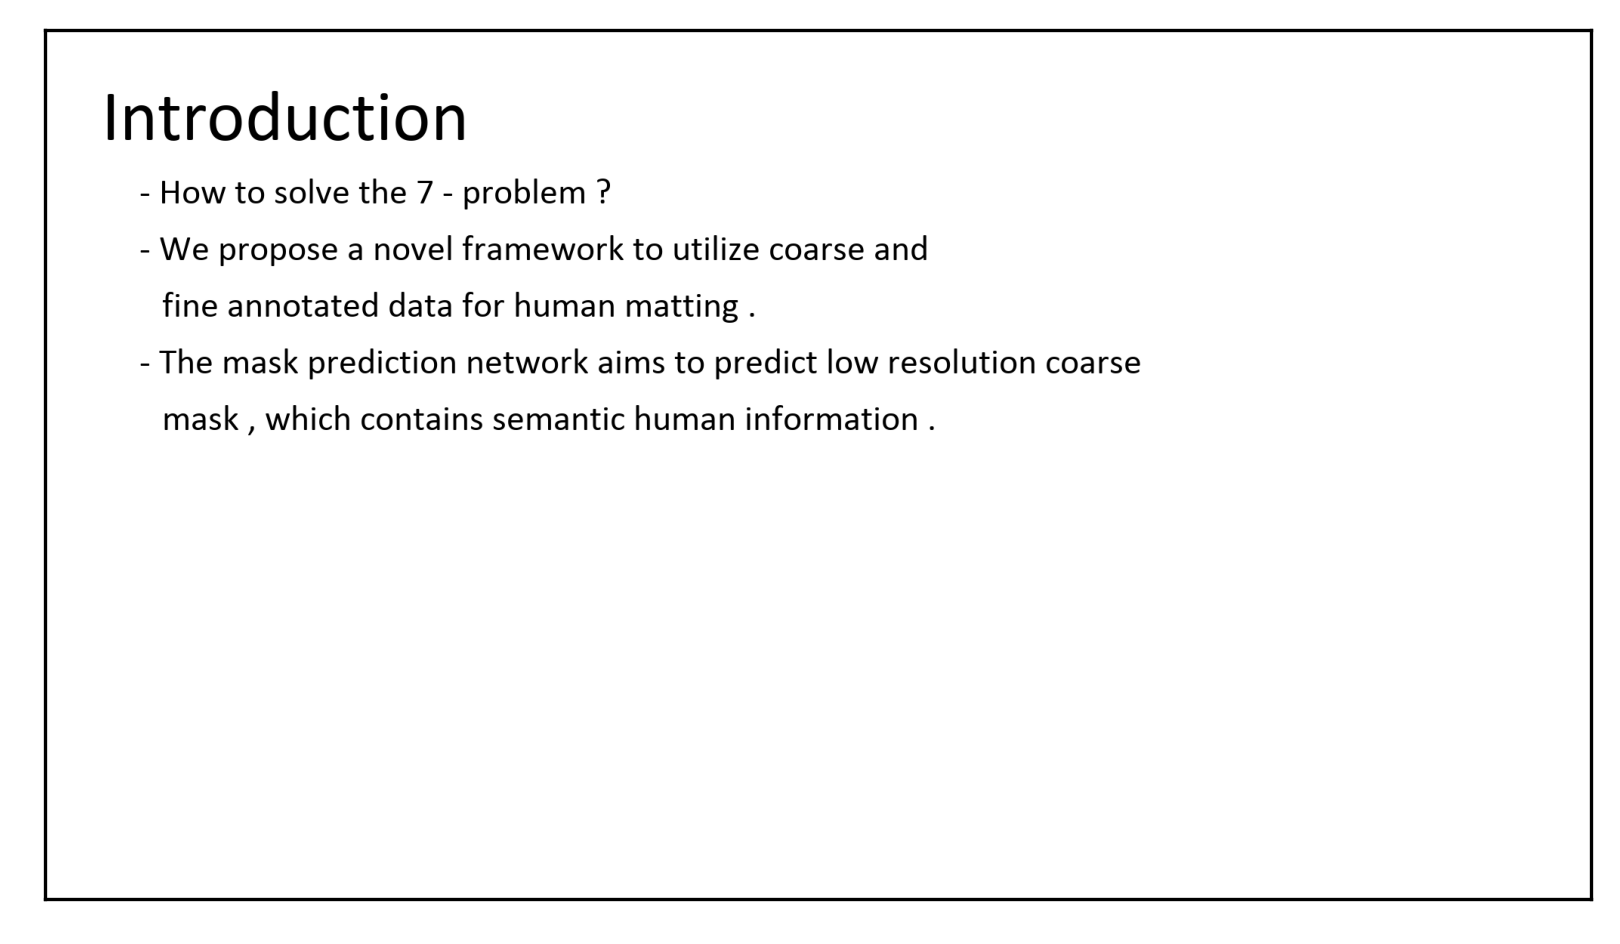 Introduction
- How to solve the 7 - problem ?
- We propose a novel framework to utilize coarse and
fine annotated data for human matting .
- The mask prediction network aims to predict low resolution coarse
mask , which contains semantic human information .